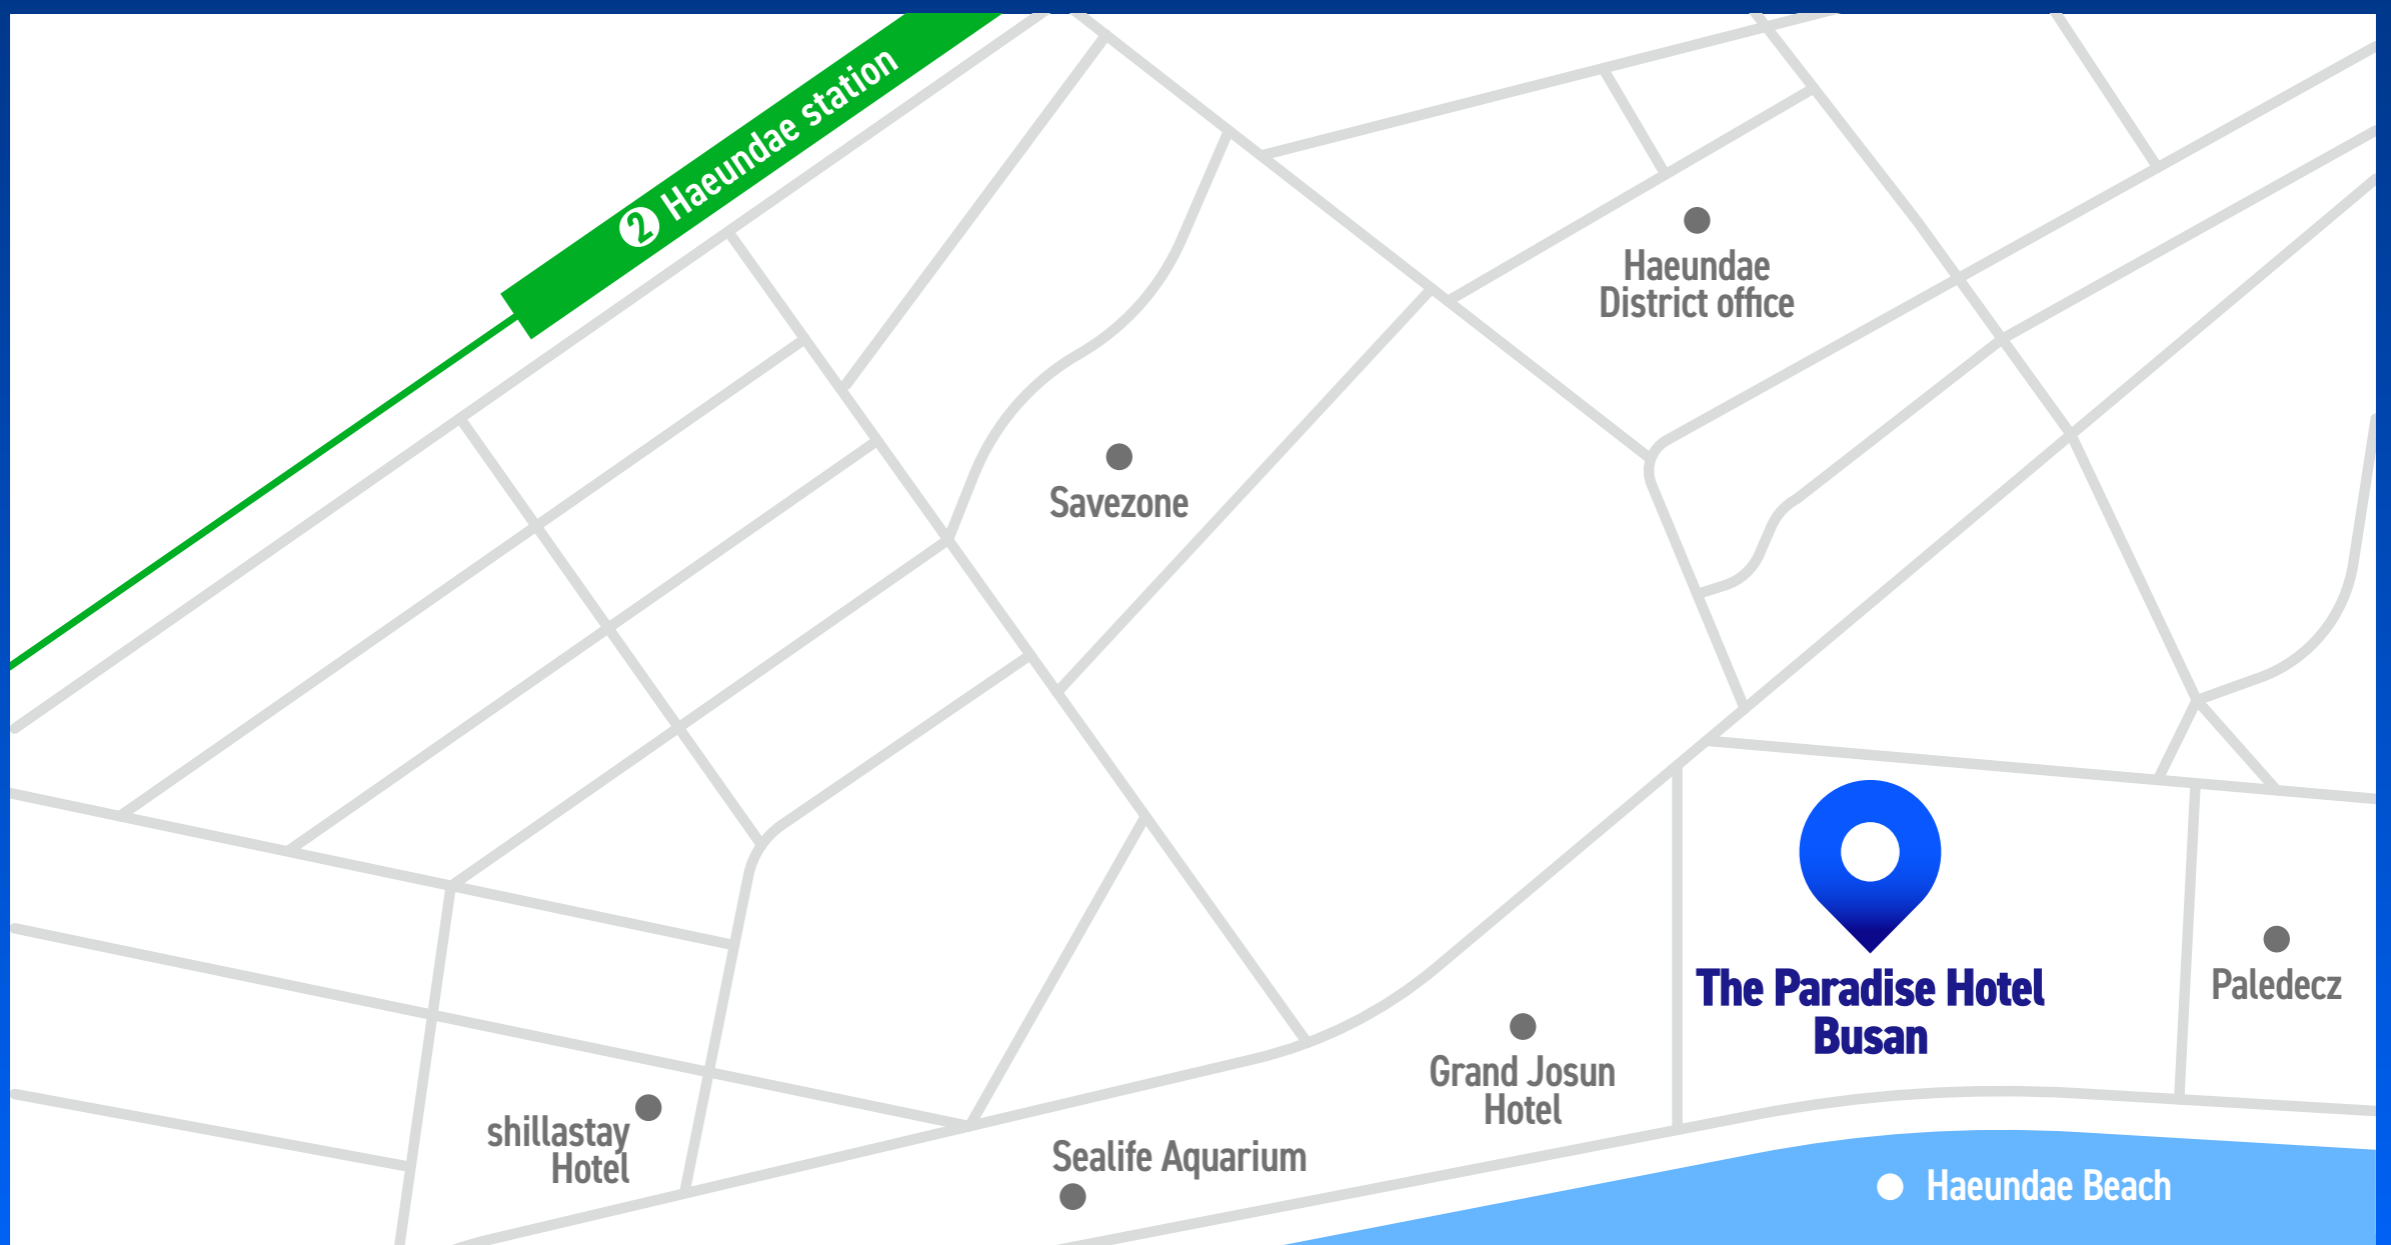 2 Haeundae station
Haeundae
District office
Savezone
The Paradise Hotel
Busan
Paledecz
Grand Josun
Hotel
shillastay
Hotel
Sealife Aquarium
Haeundae Beach